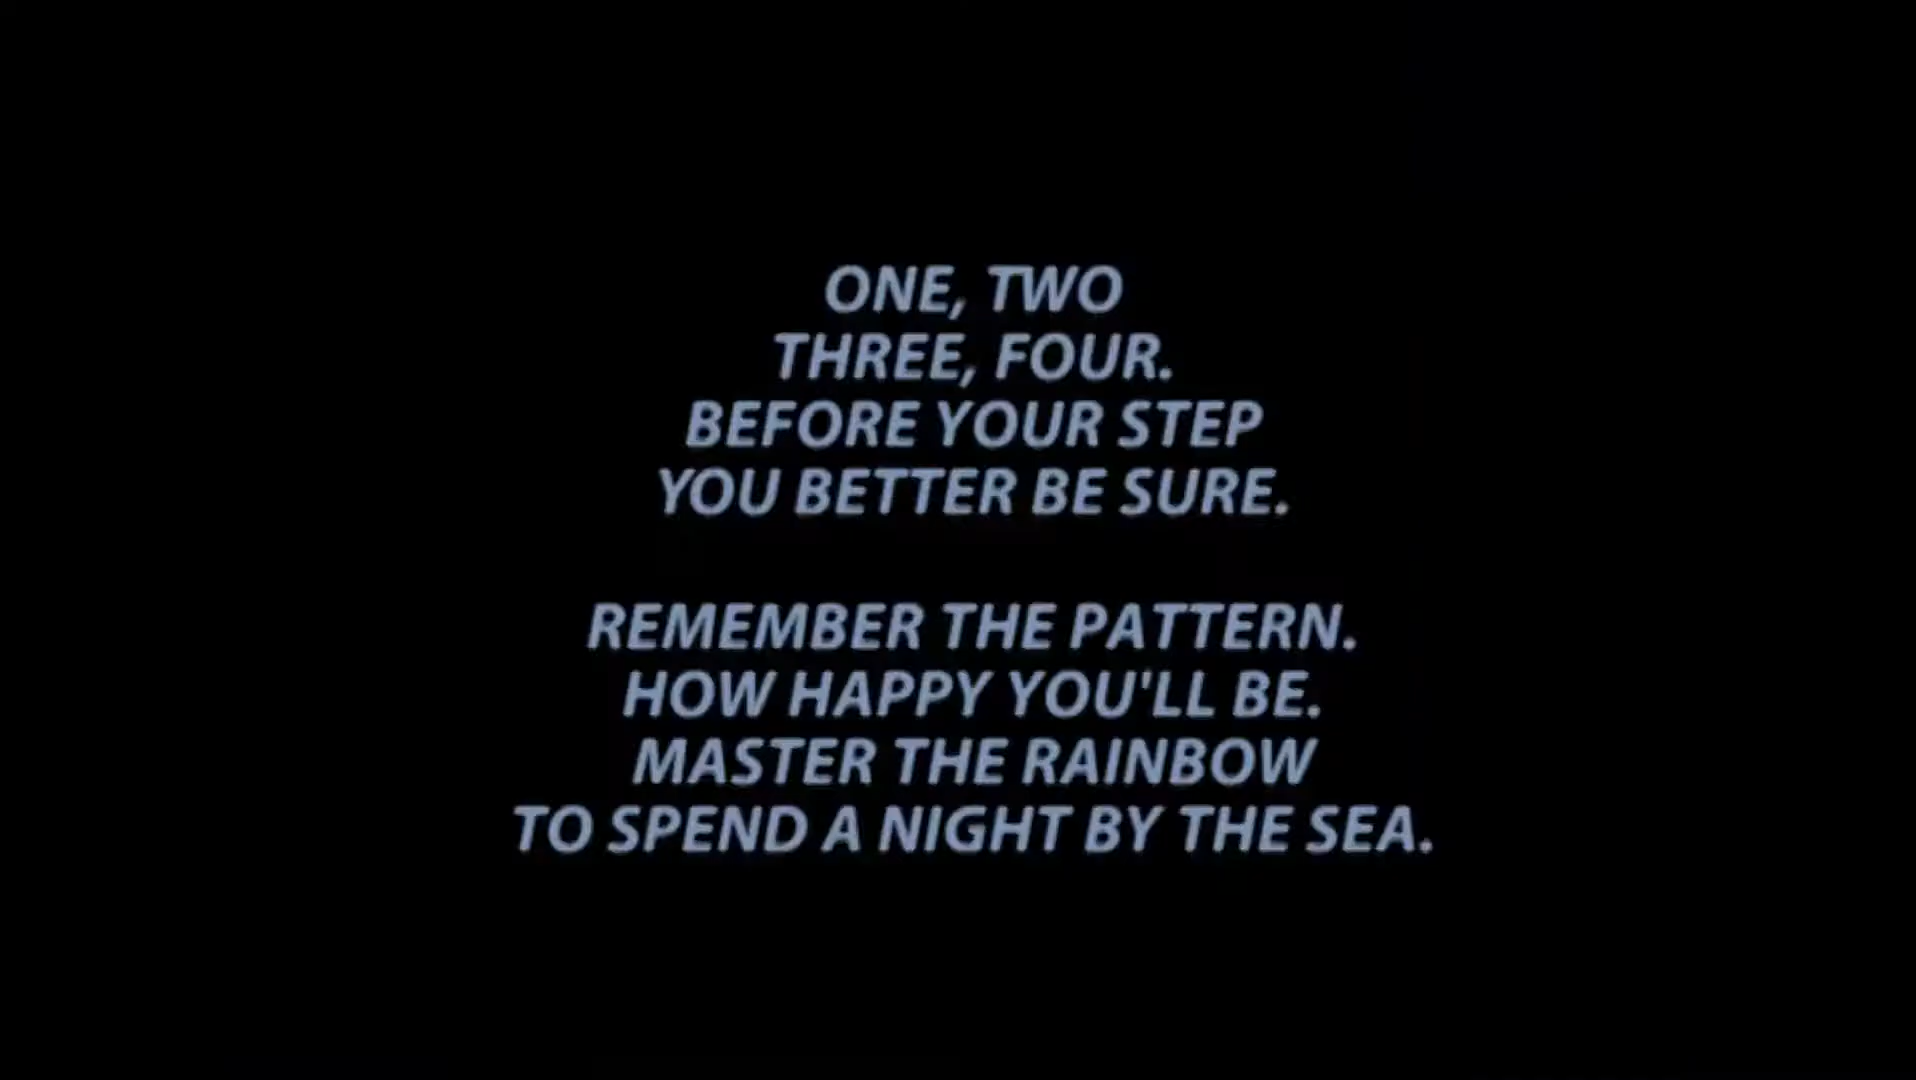 ONE, TWO
THREE, FOUR.
BEFORE YOUR STEP
YOU BETTER BE SURE.
REMEMBER THE PATTERN.
HOW HAPPY YOU'LL BE.
MASTER THE RAINBOW
TO SPEND A NIGHT BY THE SEA.